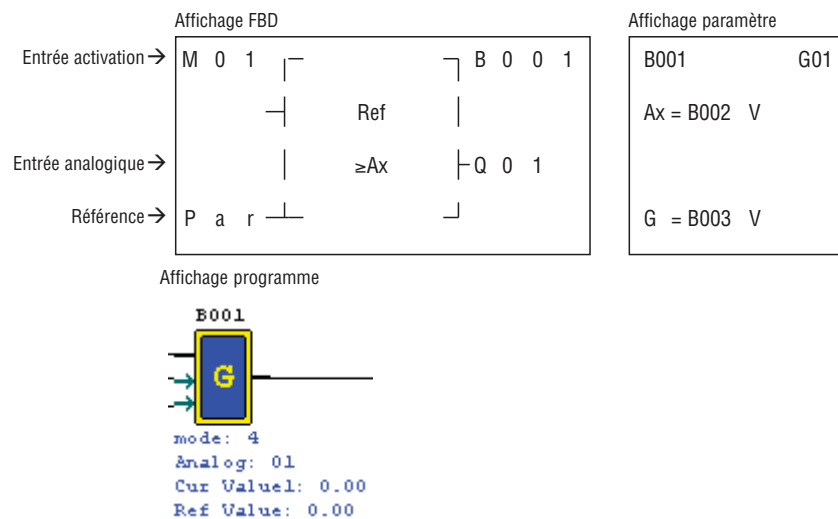 Affichage FBD
Affichage paramètre
Entrée activation → M 0 1 B 0 0 1
Ref
Entrée analogique → ≥Ax Q 0 1
Référence → P a r
B001 G01
Ax = B002 V
G = B003 V
Affichage programme
B001
G
mode: 4
Analog: 01
Cur Value1: 0.00
Ref Value: 0.00